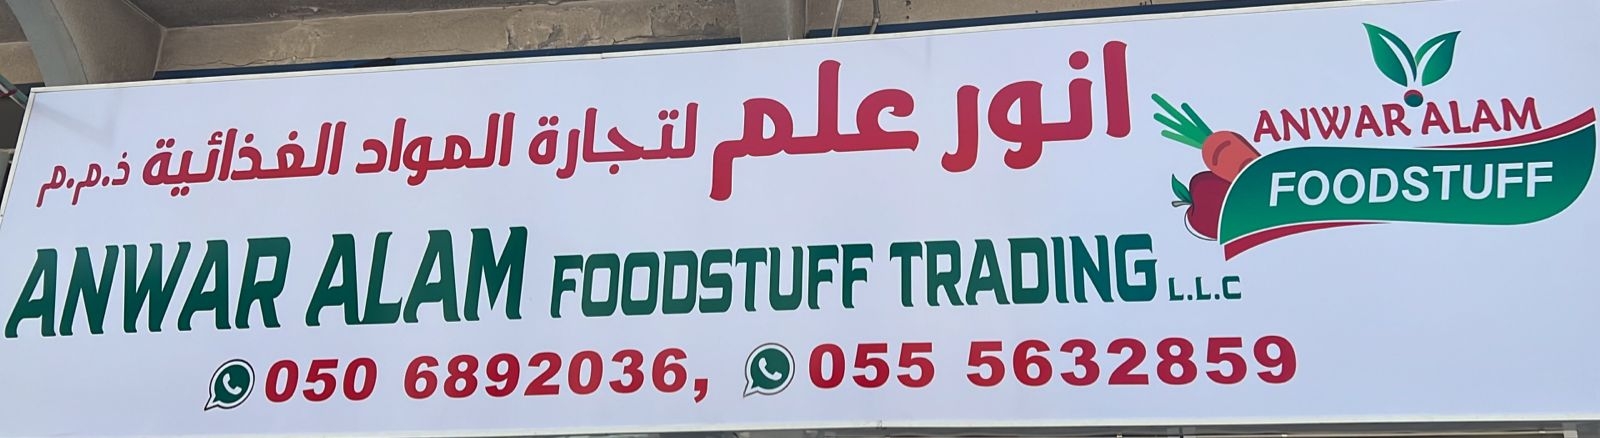 انور علم لتجارة المواد الغذائية ذ.م.م
ANWAR ALAM FOODSTUFF TRADING L.L.C
050 6892036, 055 5632859
ANWAR ALAM
FOODSTUFF